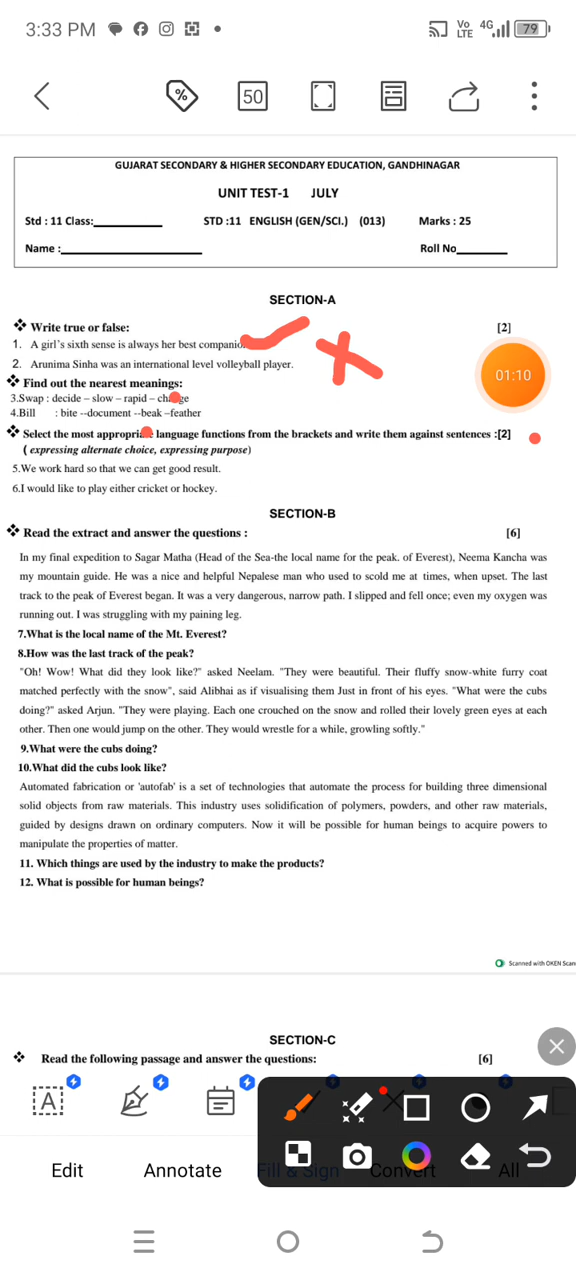 3:33 PM
Vo LTE 4G 79
% 50
GUJARAT SECONDARY & HIGHER SECONDARY EDUCATION, GANDHINAGAR
UNIT TEST-1 JULY
Std : 11 Class:__________ STD :11 ENGLISH (GEN/SCI.) (013) Marks : 25
Name :____________________ Roll No________
SECTION-A
❖ Write true or false: [2]
1. A girl's sixth sense is always her best
2. Arunima Sinha was an international level volleyball player.
❖ Find out the nearest meanings:
01:10
3.Swap : decide – slow – rapid –
4.Bill : bite --document --beak –feather
❖ Select the most language functions from the brackets and write them against sentences :[2]
( expressing alternate choice, expressing purpose)
5.We work hard so that we can get good result.
6.I would like to play either cricket or hockey.
SECTION-B
❖ Read the extract and answer the questions : [6]
In my final expedition to Sagar Matha (Head of the Sea-the local name for the peak. of Everest), Neema Kancha was
my mountain guide. He was a nice and helpful Nepalese man who used to scold me at times, when upset. The last
track to the peak of Everest began. It was a very dangerous, narrow path. I slipped and fell once; even my oxygen was
running out. I was struggling with my paining leg.
7.What is the local name of the Mt. Everest?
8.How was the last track of the peak?
"Oh! Wow! What did they look like?" asked Neelam. "They were beautiful. Their fluffy snow-white furry coat
matched perfectly with the snow", said Alibhai as if visualising them Just in front of his eyes. "What were the cubs
doing?" asked Arjun. "They were playing. Each one crouched on the snow and rolled their lovely green eyes at each
other. Then one would jump on the other. They would wrestle for a while, growling softly."
9.What were the cubs doing?
10.What did the cubs look like?
Automated fabrication or 'autofab' is a set of technologies that automate the process for building three dimensional
solid objects from raw materials. This industry uses solidification of polymers, powders, and other raw materials,
guided by designs drawn on ordinary computers. Now it will be possible for human beings to acquire powers to
manipulate the properties of matter.
11. Which things are used by the industry to make the products?
12. What is possible for human beings?
Scanned with OKEN Scan
SECTION-C
❖ Read the following passage and answer the questions: [6]
A
Edit Annotate Fill & Sign Convert All